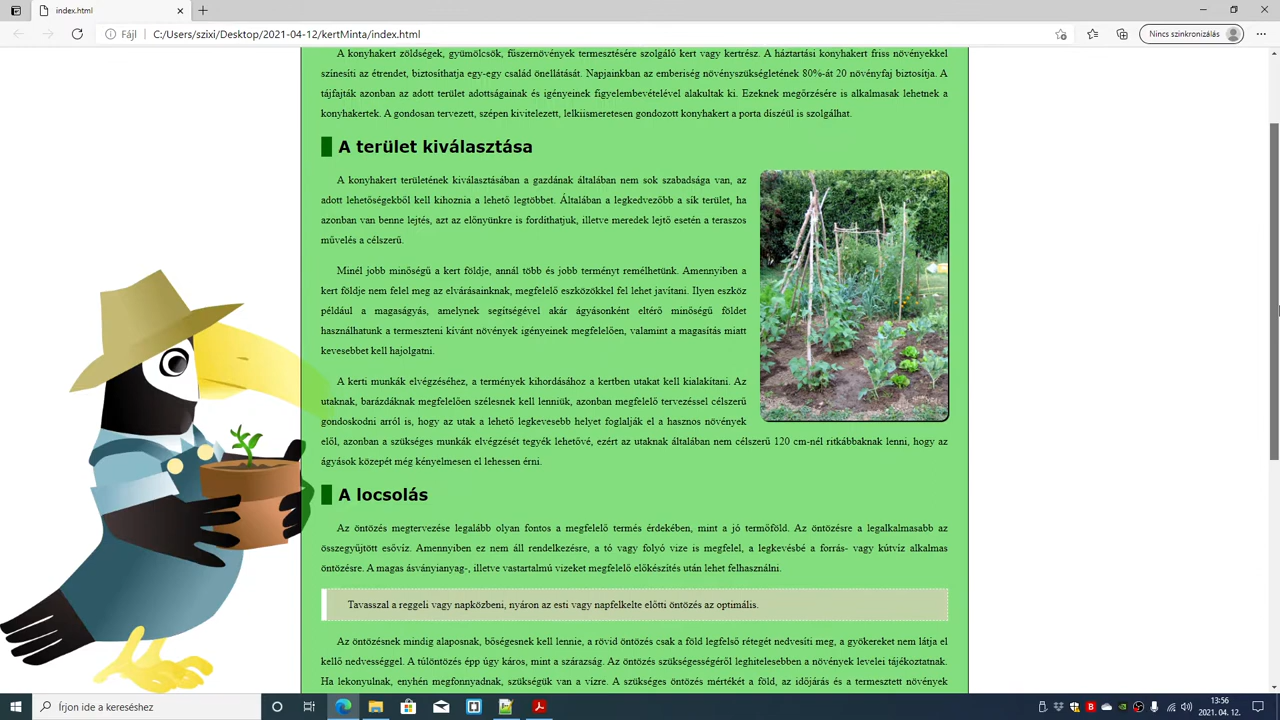 index.html
index.html
Fájl
C:/Users/szixi/Desktop/2021-04-12/kertMinta/index.html
Nincs szinkronizálás
A konyhakert zöldségek, gyümölcsök, fűszernövények termesztésére szolgáló kert vagy kertrész. A háztartási konyhakert friss növényekkel
színesíti az étrendet, biztosíthatja egy-egy család önellátását. Napjainkban az emberiség növényszükségletének 80%-át 20 növényfaj biztosítja. A
tájfajták azonban az adott terület adottságainak és igényeinek figyelembevételével alakultak ki. Ezeknek megőrzésére is alkalmasak lehetnek a
konyhakertek. A gondosan tervezett, szépen kivitelezett, lelkiismeretesen gondozott konyhakert a porta díszéül is szolgálhat.
A terület kiválasztása
A konyhakert területének kiválasztásában a gazdának általában nem sok szabadsága van, az
adott lehetőségekből kell kihoznia a lehető legtöbbet. Általában a legkedvezőbb a sík terület, ha
azonban van benne lejtés, azt az előnyünkre is fordíthatjuk, illetve meredek lejtő esetén a teraszos
művelés a célszerű.
Minél jobb minőségű a kert földje, annál több és jobb terményt remélhetünk. Amennyiben a
kert földje nem felel meg az elvárásainknak, megfelelő eszközökkel fel lehet javítani. Ilyen eszköz
például a magaságyás, amelynek segítségével akár ágyásonként eltérő minőségű földet
használhatunk a termeszteni kívánt növények igényeinek megfelelően, valamint a magasítás miatt
kevesebbet kell hajolgatni.
A kerti munkák elvégzéséhez, a termények kihordásához a kertben utakat kell kialakítani. Az
utaknak, barázdáknak megfelelően szélesnek kell lenniük, azonban megfelelő tervezéssel célszerű
gondoskodni arról is, hogy az utak a lehető legkevesebb helyet foglalják el a hasznos növények
elől, azonban a szükséges munkák elvégzését tegyék lehetővé, ezért az utaknak általában nem célszerű 120 cm-nél ritkábbaknak lenni, hogy az
ágyások közepét még kényelmesen el lehessen érni.
A locsolás
Az öntözés megtervezése legalább olyan fontos a megfelelő termés érdekében, mint a jó termőföld. Az öntözésre a legalkalmasabb az
összegyűjtött esővíz. Amennyiben ez nem áll rendelkezésre, a tó vagy folyó vize is megfelel, a legkevésbé a forrás- vagy kútvíz alkalmas
öntözésre. A magas ásványianyag-, illetve vastartalmú vizeket megfelelő előkészítés után lehet felhasználni.
Tavasszal a reggeli vagy napközbeni, nyáron az esti vagy napfelkelte előtti öntözés az optimális.
Az öntözésnek mindig alaposnak, bőségesnek kell lennie, a rövid öntözés csak a föld legfelső rétegét nedvesíti meg, a gyökereket nem látja el
kellő nedvességgel. A túlöntözés épp úgy káros, mint a szárazság. Az öntözés szükségességéről leghitelesebben a növények levelei tájékoztatnak.
Ha lekonyulnak, enyhén megfonnyadnak, szükségük van a vízre. A szükséges öntözés mértékét a föld, az időjárás és a termesztett növények
Írjon ide a kereséshez
13:56
2021. 04. 12.